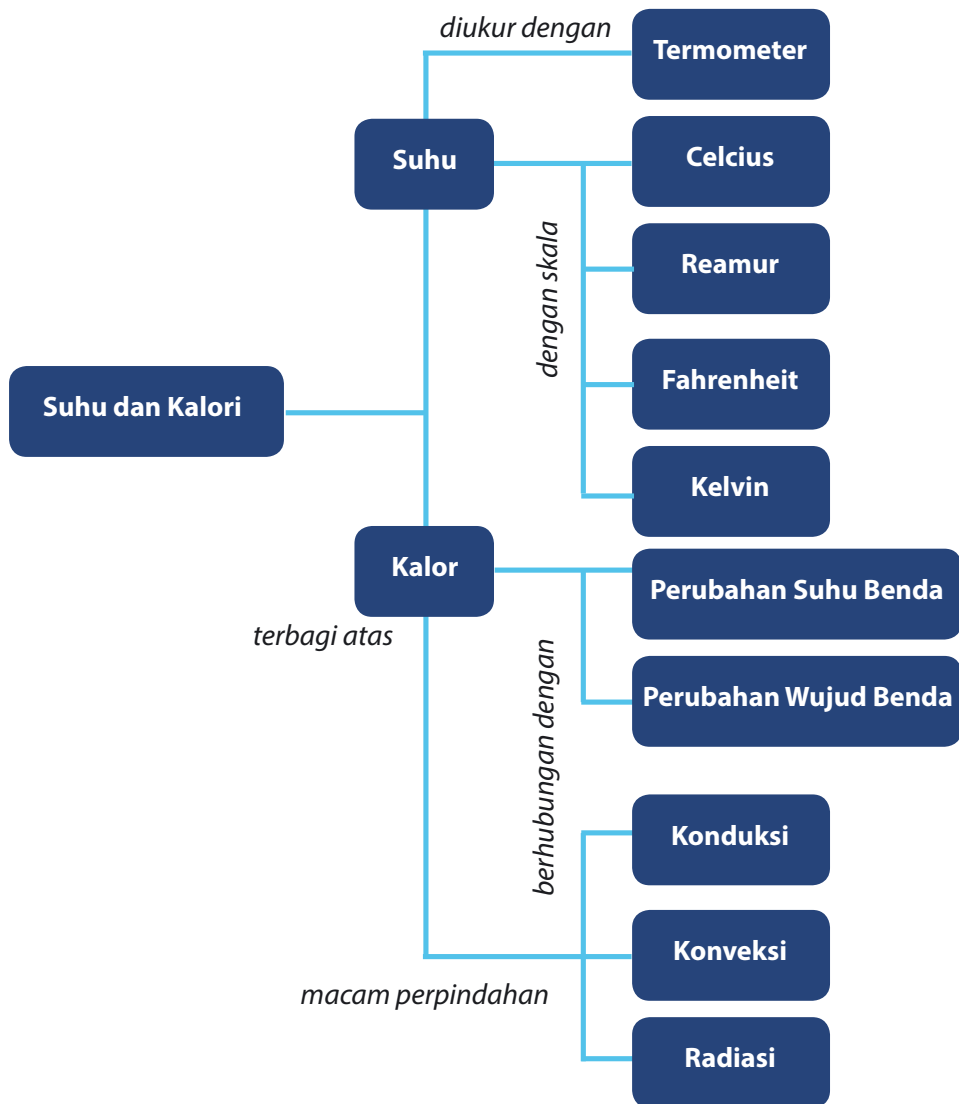 diukur dengan
Termometer
Suhu
Celcius
dengan skala
Reamur
Fahrenheit
Kelvin
Suhu dan Kalori
Kalor
terbagi atas
berhubungan dengan
Perubahan Suhu Benda
Perubahan Wujud Benda
macam perpindahan
Konduksi
Konveksi
Radiasi